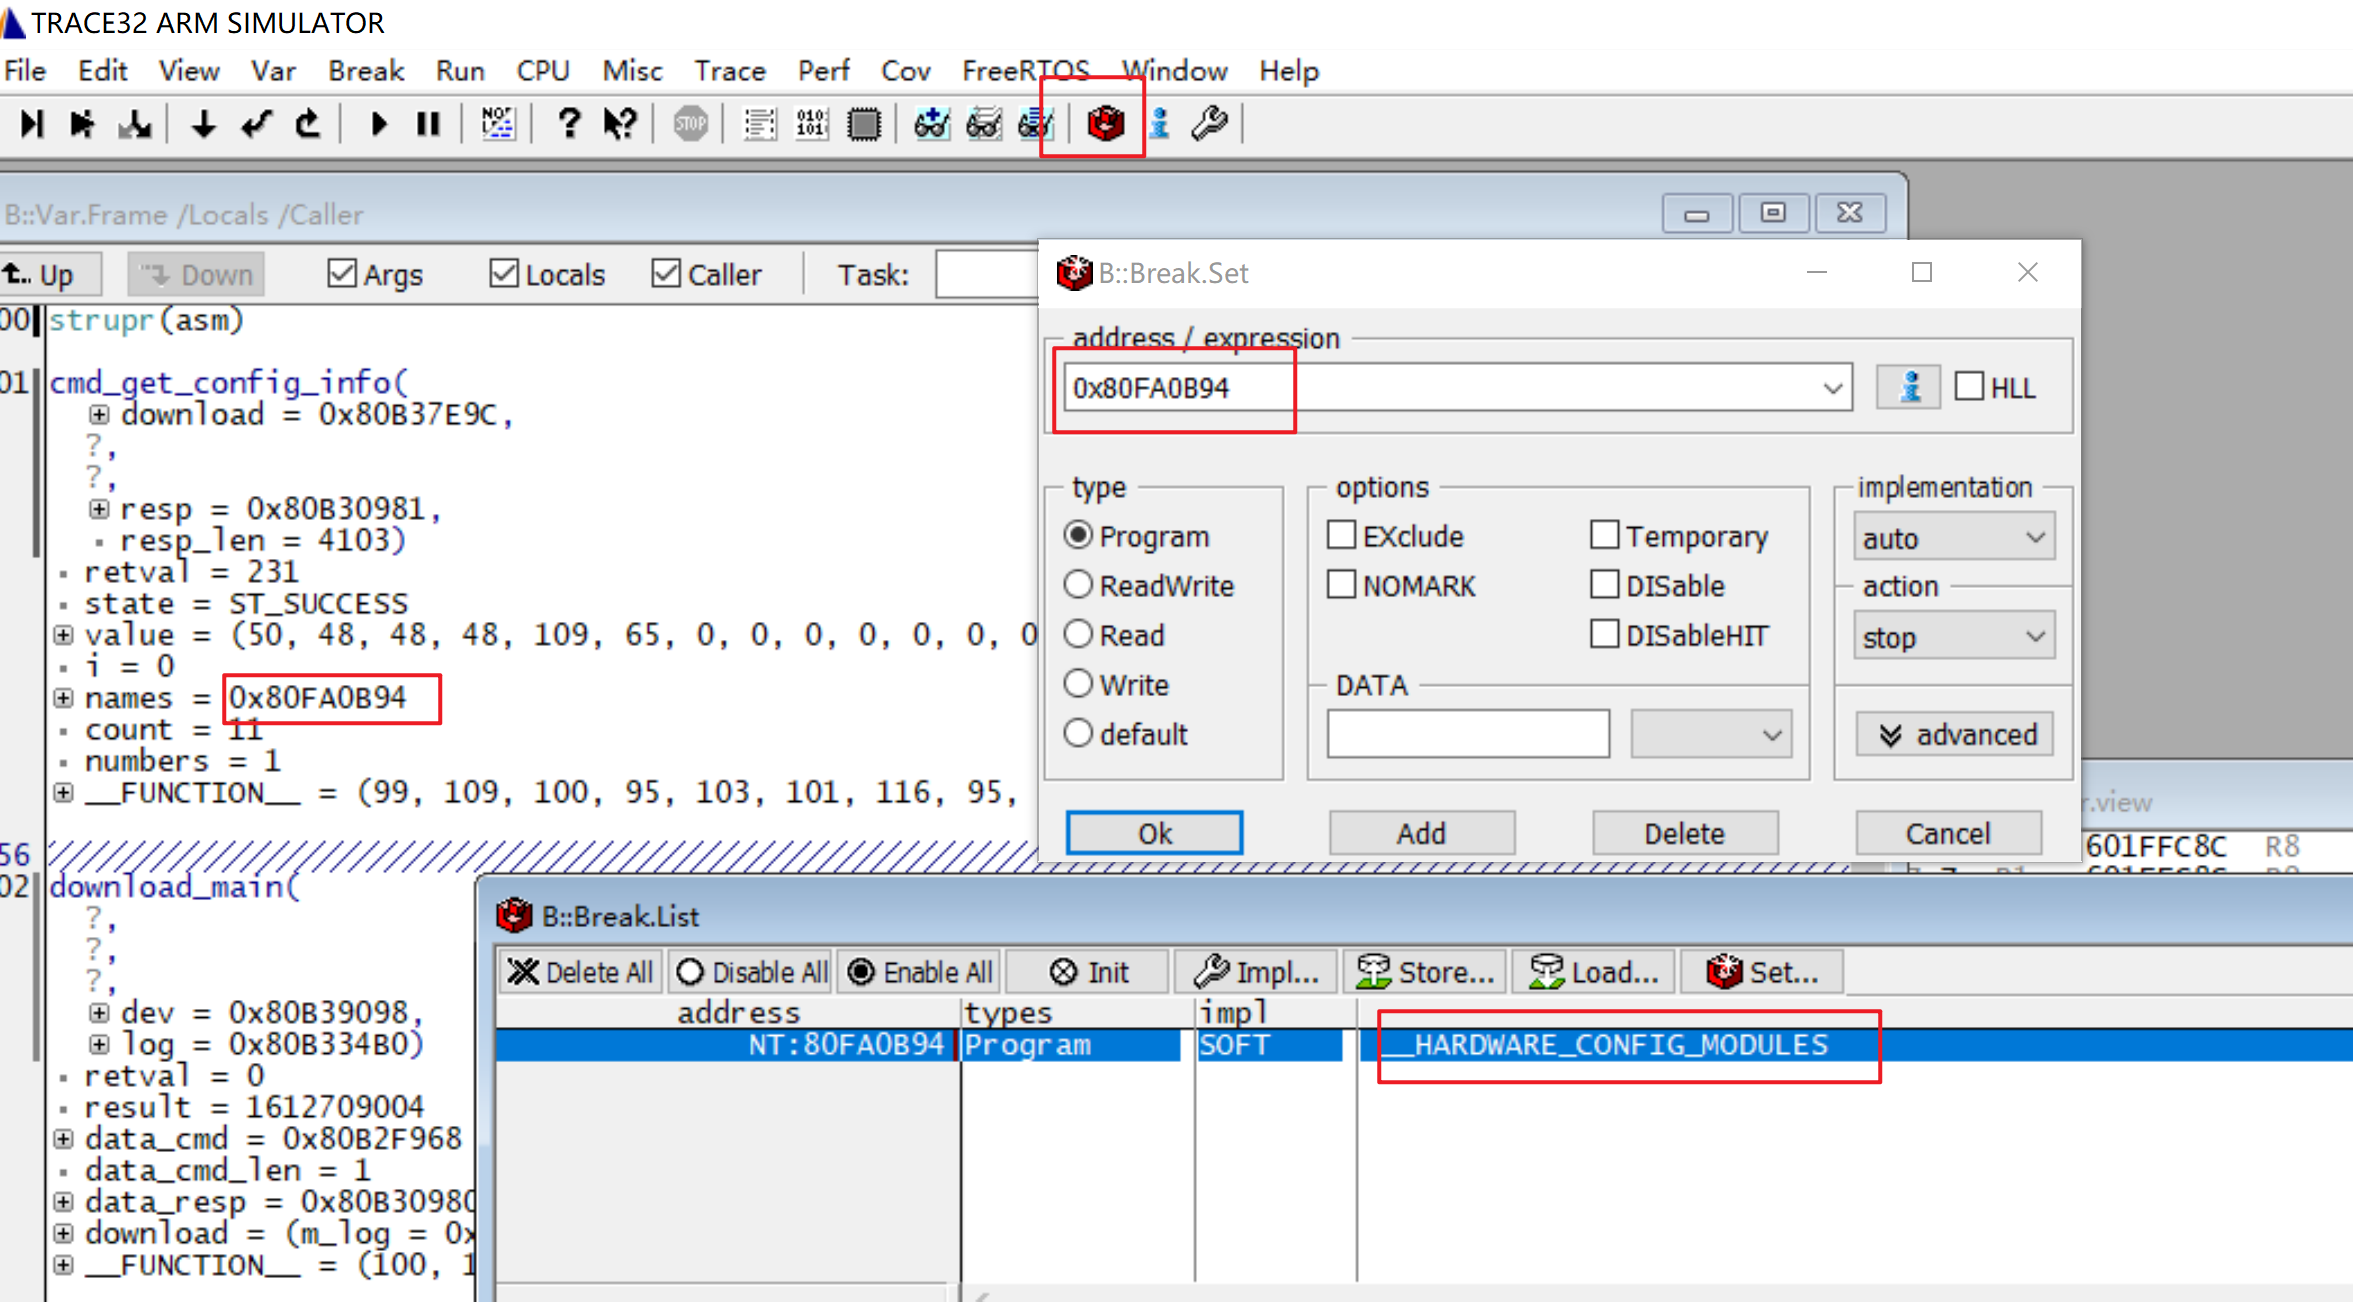 TRACE32 ARM SIMULATOR
File Edit View Var Break Run CPU Misc Trace Perf Cov FreeRTOS Window Help
B::Var.Frame /Locals /Caller
Up Down Args Locals Caller Task:
00 strupr(asm)
01 cmd_get_config_info(
download = 0x80B37E9C,
?,
?,
resp = 0x80B30981,
resp_len = 4103)
retval = 231
state = ST_SUCCESS
value = (50, 48, 48, 48, 109, 65, 0, 0, 0, 0, 0, 0, 0
i = 0
names = 0x80FA0B94
count = 11
numbers = 1
__FUNCTION__ = (99, 109, 100, 95, 103, 101, 116, 95,
56
02 download_main(
?,
?,
?,
dev = 0x80B39098,
log = 0x80B334B0)
retval = 0
result = 1612709004
data_cmd = 0x80B2F968
data_cmd_len = 1
data_resp = 0x80B30980
download = (m_log = 0x
__FUNCTION__ = (100, 1
B::Break.Set
address / expression
0x80FA0B94 HLL
type options implementation
Program EXclude Temporary auto
ReadWrite NOMARK DISable action
Read DISableHIT stop
Write DATA
default advanced
Ok Add Delete Cancel
r.view
601FFC8C R8
B::Break.List
Delete All Disable All Enable All Init Impl... Store... Load... Set...
address types impl
NT:80FA0B94 Program SOFT __HARDWARE_CONFIG_MODULES